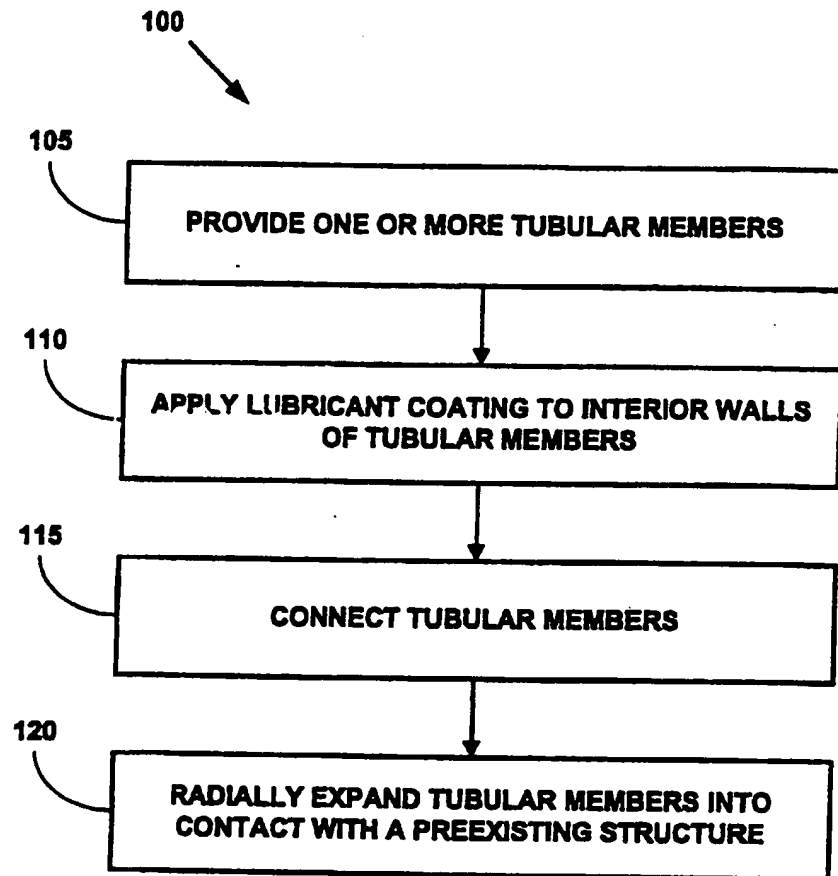 100
105
PROVIDE ONE OR MORE TUBULAR MEMBERS
110
APPLY LUBRICANT COATING TO INTERIOR WALLS
OF TUBULAR MEMBERS
115
CONNECT TUBULAR MEMBERS
120
RADIALLY EXPAND TUBULAR MEMBERS INTO
CONTACT WITH A PREEXISTING STRUCTURE